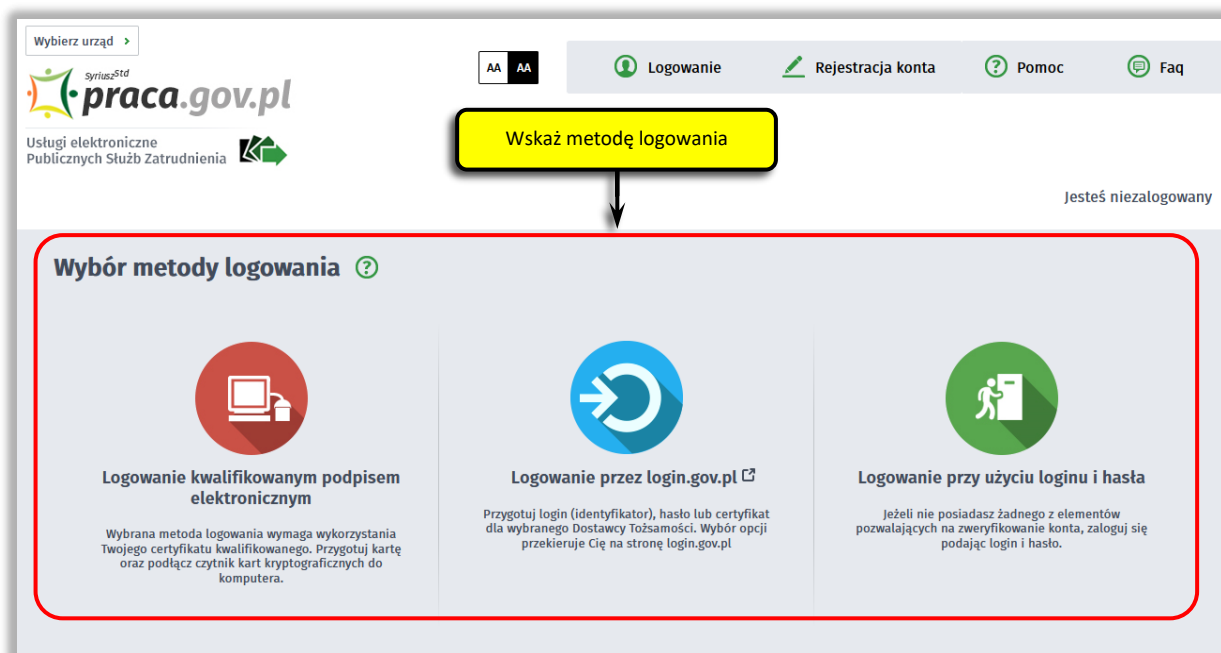 Wybierz urząd
AA AA
Logowanie
Rejestracja konta
Pomoc
Faq
SyriuszStd
praca.gov.pl
Usługi elektroniczne
Publicznych Służb Zatrudnienia
Wskaż metodę logowania
Jesteś niezalogowany
Wybór metody logowania
Logowanie kwalifikowanym podpisem
elektronicznym
Wybrana metoda logowania wymaga wykorzystania
Twojego certyfikatu kwalifikowanego. Przygotuj kartę
oraz podłącz czytnik kart kryptograficznych do
komputera.
Logowanie przez login.gov.pl
Przygotuj login (identyfikator), hasło lub certyfikat
dla wybranego Dostawcy Tożsamości. Wybór opcji
przekieruje Cię na stronę login.gov.pl
Logowanie przy użyciu loginu i hasła
Jeżeli nie posiadasz żadnego z elementów
pozwalających na zweryfikowanie konta, zaloguj się
podając login i hasło.